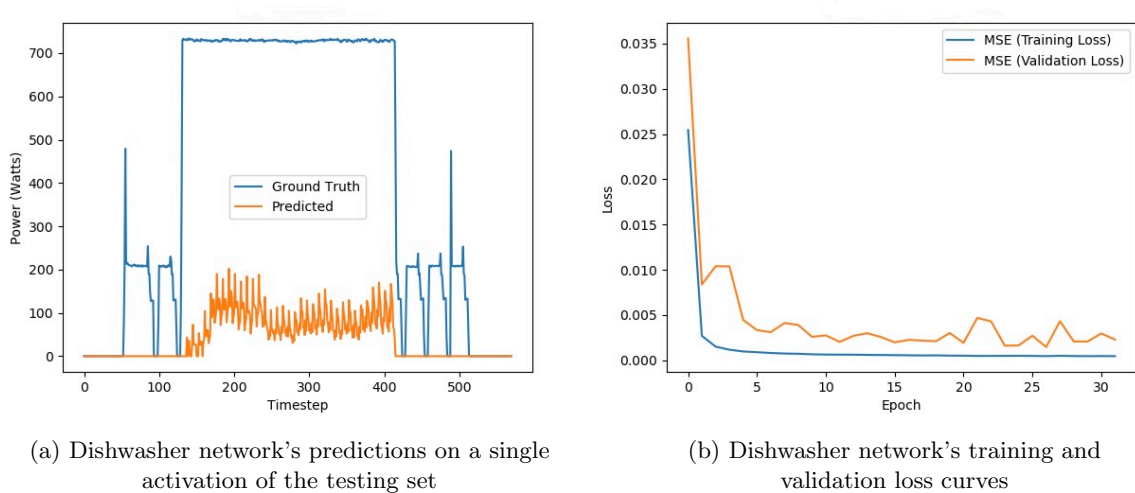 700
600
500
400
300
200
100
0
Power (Watts)
Ground Truth
Predicted
0
100
200
300
400
500
Timestep
(a) Dishwasher network's predictions on a single
activation of the testing set
0.035
0.030
0.025
0.020
0.015
0.010
0.005
0.000
Loss
MSE (Training Loss)
MSE (Validation Loss)
0
5
10
15
20
25
30
Epoch
(b) Dishwasher network's training and
validation loss curves